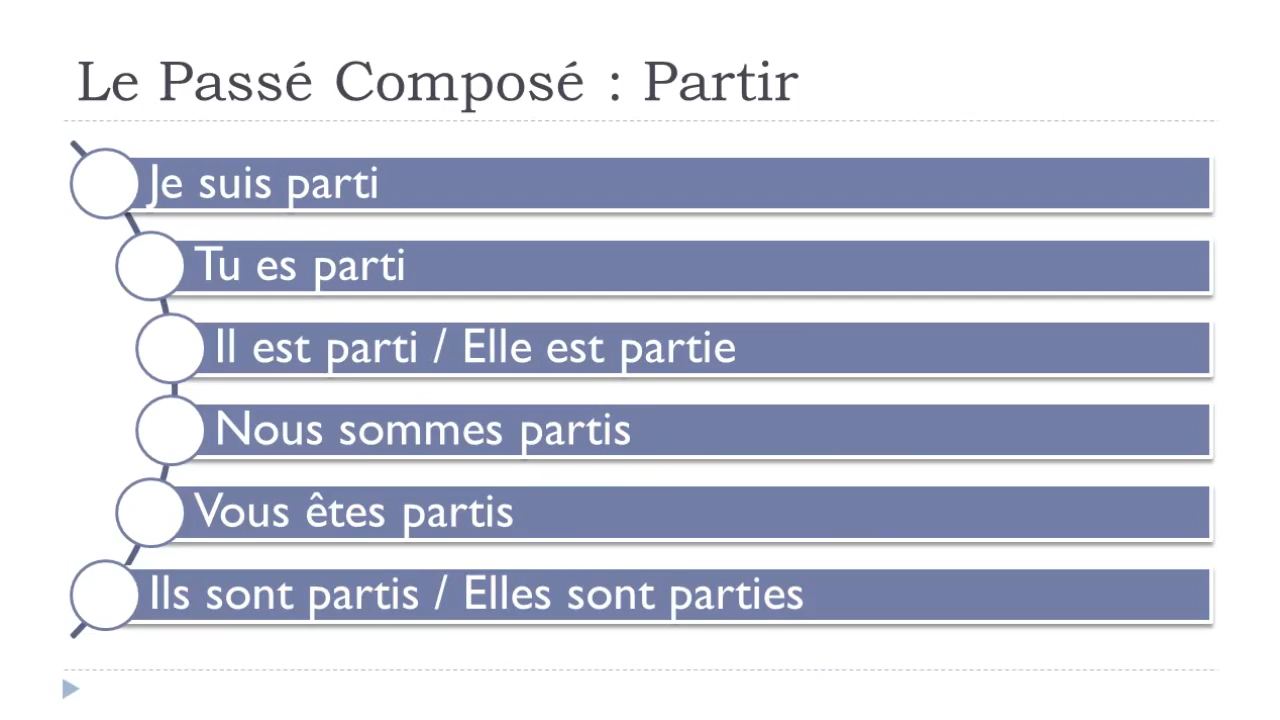 Le Passé Composé : Partir
Je suis parti
Tu es parti
Il est parti / Elle est partie
Nous sommes partis
Vous êtes partis
Ils sont partis / Elles sont parties